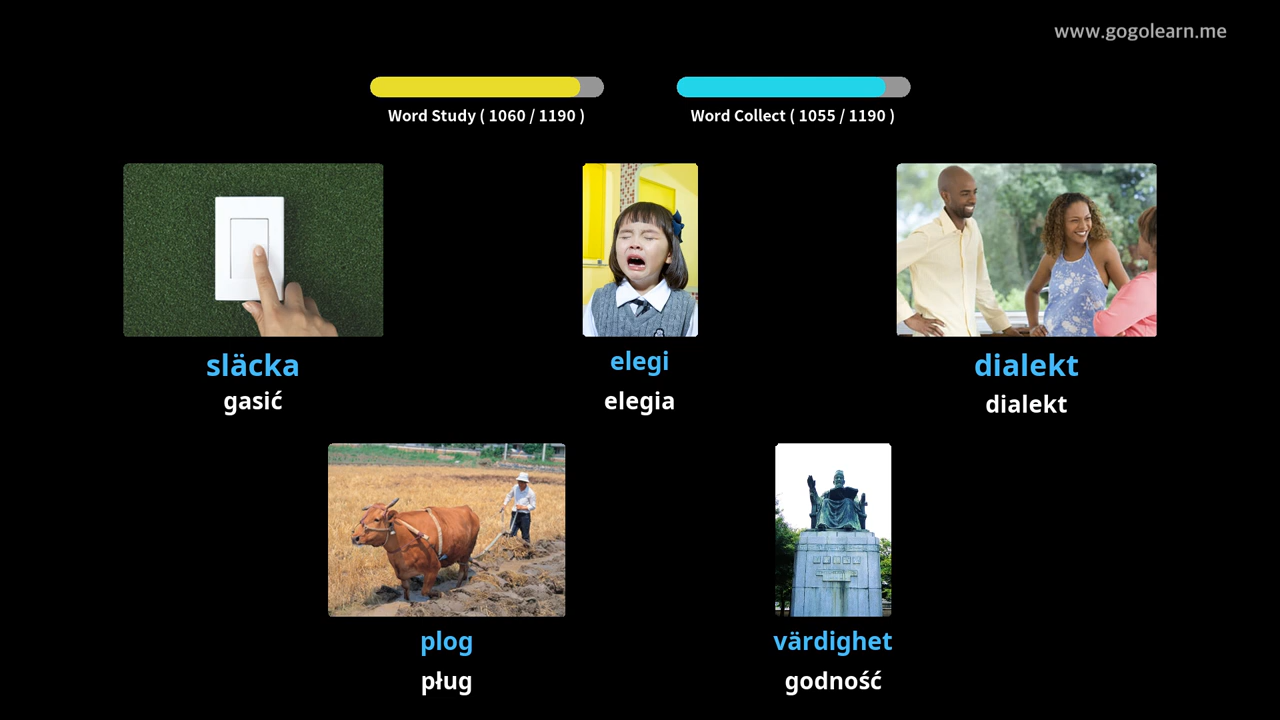 www.gogolearn.me
Word Study ( 1060 / 1190 )
Word Collect ( 1055 / 1190 )
släcka
gasić
elegi
elegia
dialekt
dialekt
plog
pług
värdighet
godność